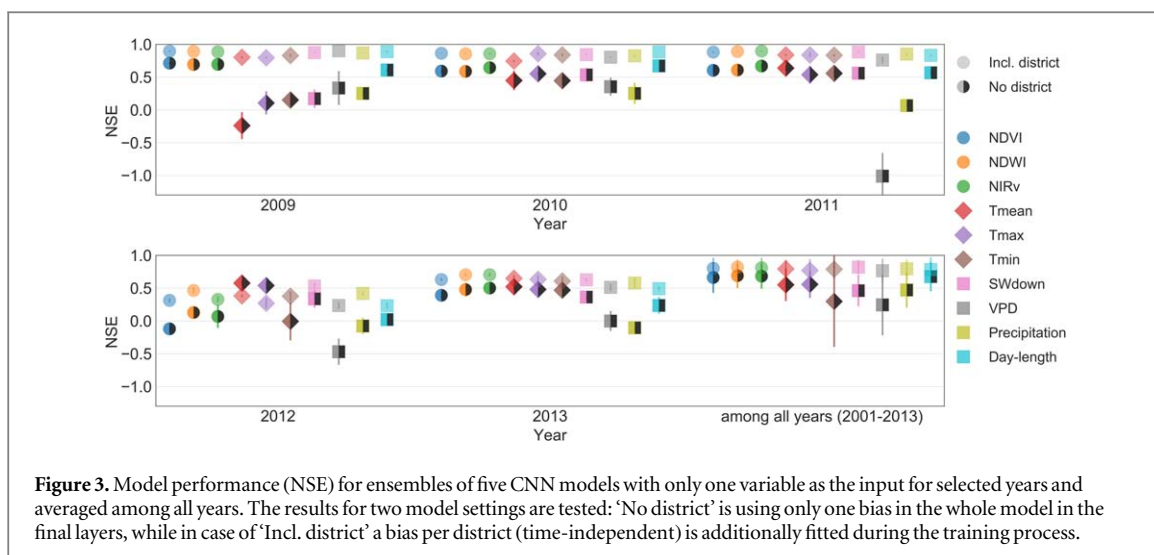 1.0
0.5
0.0
−0.5
−1.0
NSE
2009
2010
2011
Year
1.0
0.5
0.0
−0.5
−1.0
NSE
2012
2013
among all years (2001-2013)
Year
Incl. district
No district
NDVI
NDWI
NIRv
Tmean
Tmax
Tmin
SWdown
VPD
Precipitation
Day-length
Figure 3. Model performance (NSE) for ensembles of five CNN models with only one variable as the input for selected years and
averaged among all years. The results for two model settings are tested: ‘No district’ is using only one bias in the whole model in the
final layers, while in case of ‘Incl. district’ a bias per district (time-independent) is additionally fitted during the training process.